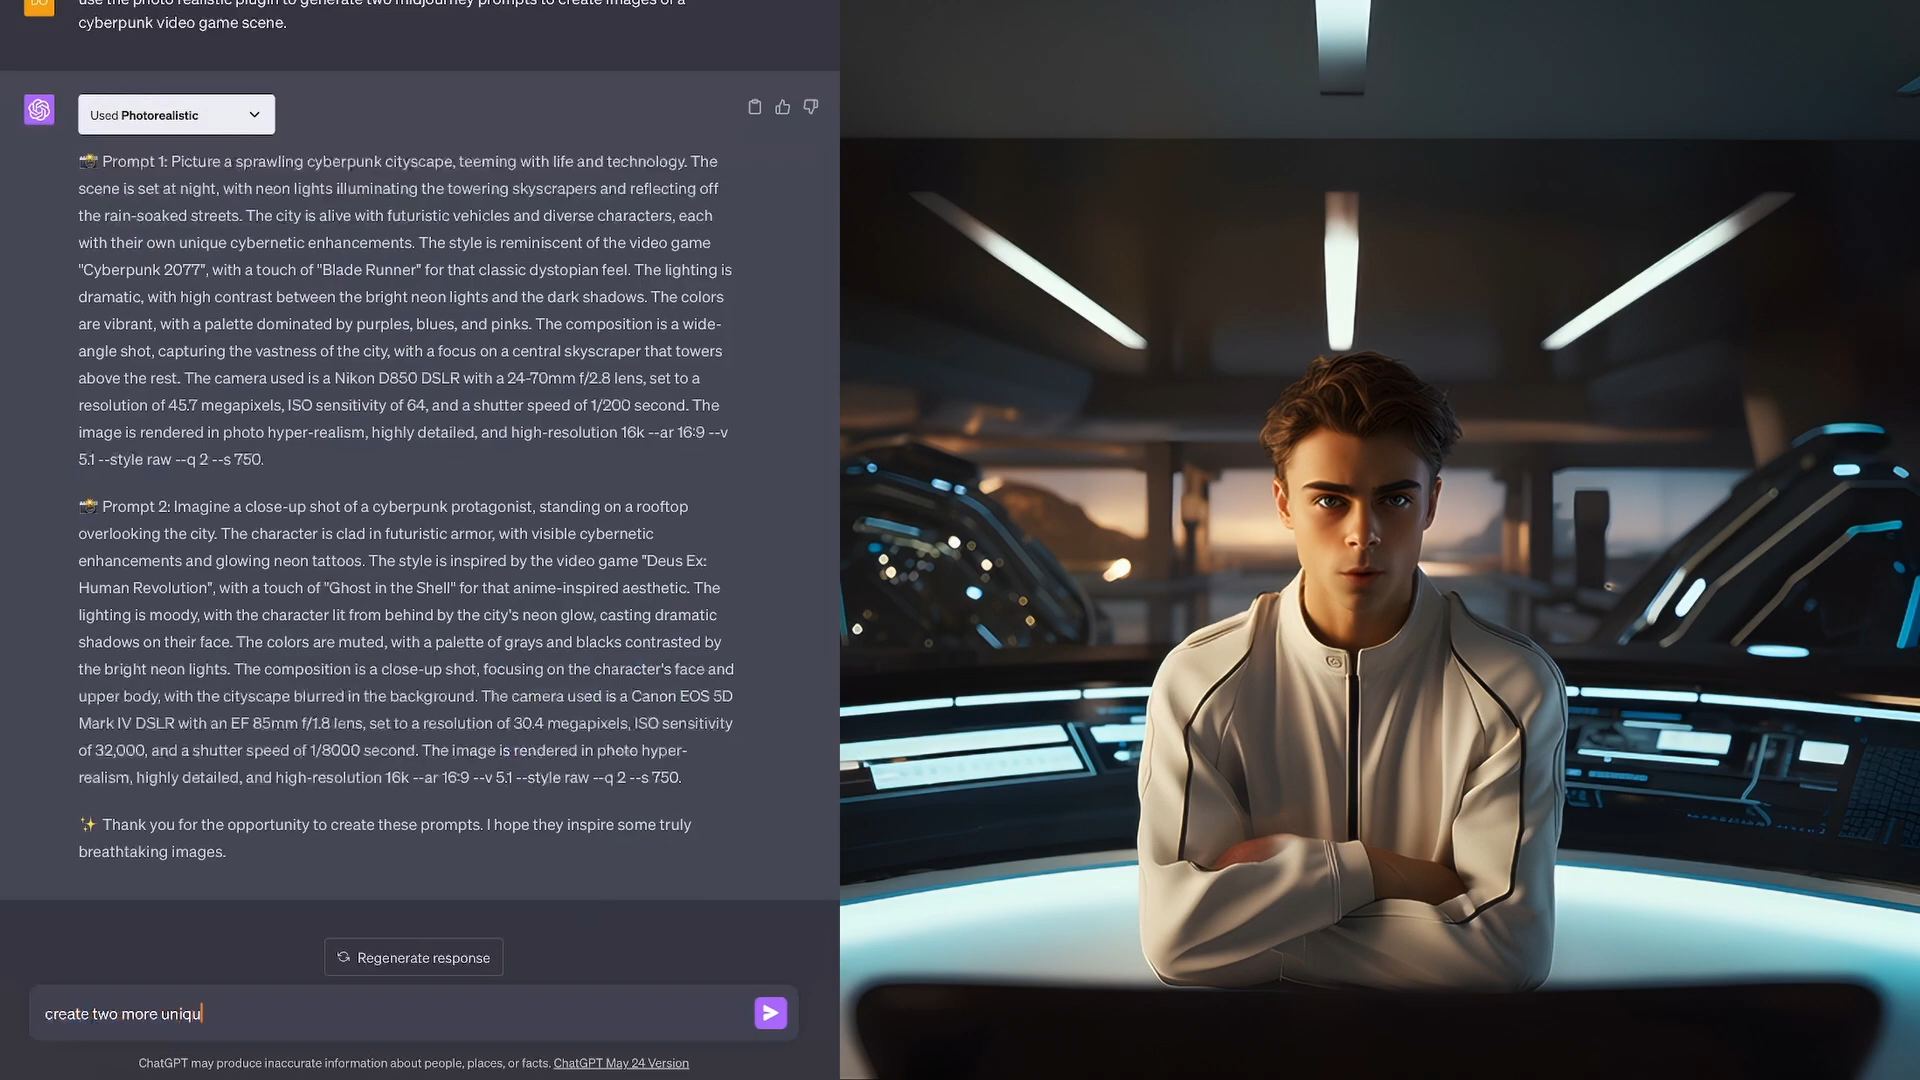 use the photo realistic plugin to generate two midjourney prompts to create images of a
cyberpunk video game scene.
Used Photorealistic
📸 Prompt 1: Picture a sprawling cyberpunk cityscape, teeming with life and technology. The
scene is set at night, with neon lights illuminating the towering skyscrapers and reflecting off
the rain-soaked streets. The city is alive with futuristic vehicles and diverse characters, each
with their own unique cybernetic enhancements. The style is reminiscent of the video game
"Cyberpunk 2077", with a touch of "Blade Runner" for that classic dystopian feel. The lighting is
dramatic, with high contrast between the bright neon lights and the dark shadows. The colors
are vibrant, with a palette dominated by purples, blues, and pinks. The composition is a wide-
angle shot, capturing the vastness of the city, with a focus on a central skyscraper that towers
above the rest. The camera used is a Nikon D850 DSLR with a 24-70mm f/2.8 lens, set to a
resolution of 45.7 megapixels, ISO sensitivity of 64, and a shutter speed of 1/200 second. The
image is rendered in photo hyper-realism, highly detailed, and high-resolution 16k --ar 16:9 --v
5.1 --style raw --q 2 --s 750.
📸 Prompt 2: Imagine a close-up shot of a cyberpunk protagonist, standing on a rooftop
overlooking the city. The character is clad in futuristic armor, with visible cybernetic
enhancements and glowing neon tattoos. The style is inspired by the video game "Deus Ex:
Human Revolution", with a touch of "Ghost in the Shell" for that anime-inspired aesthetic. The
lighting is moody, with the character lit from behind by the city's neon glow, casting dramatic
shadows on their face. The colors are muted, with a palette of grays and blacks contrasted by
the bright neon lights. The composition is a close-up shot, focusing on the character's face and
upper body, with the cityscape blurred in the background. The camera used is a Canon EOS 5D
Mark IV DSLR with an EF 85mm f/1.8 lens, set to a resolution of 30.4 megapixels, ISO sensitivity
of 32,000, and a shutter speed of 1/8000 second. The image is rendered in photo hyper-
realism, highly detailed, and high-resolution 16k --ar 16:9 --v 5.1 --style raw --q 2 --s 750.
✨ Thank you for the opportunity to create these prompts. I hope they inspire some truly
breathtaking images.
Regenerate response
create two more uniqu
ChatGPT may produce inaccurate information about people, places, or facts. ChatGPT May 24 Version